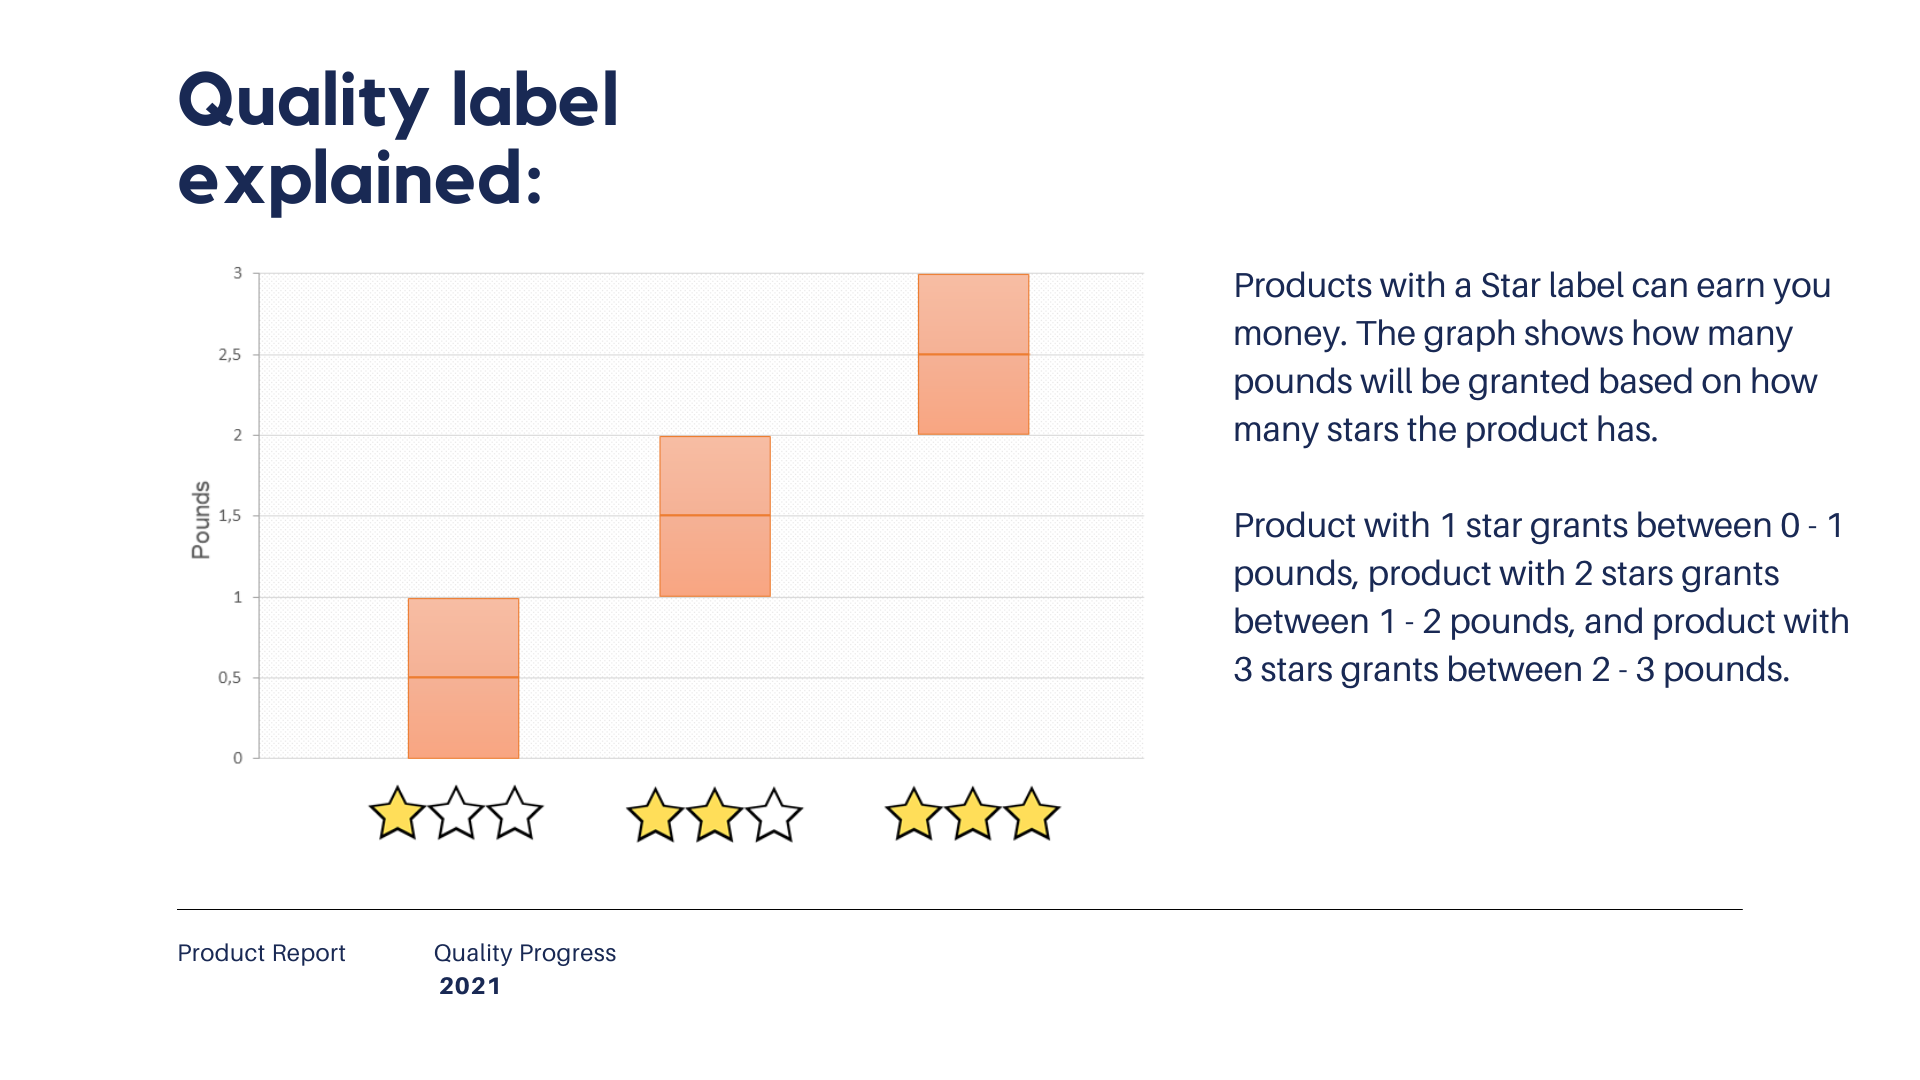 Quality label
explained:
3
2,5
2
1,5
1
0,5
0
Pounds
Products with a Star label can earn you
money. The graph shows how many
pounds will be granted based on how
many stars the product has.
Product with 1 star grants between 0 - 1
pounds, product with 2 stars grants
between 1 - 2 pounds, and product with
3 stars grants between 2 - 3 pounds.
Product Report
Quality Progress
2021